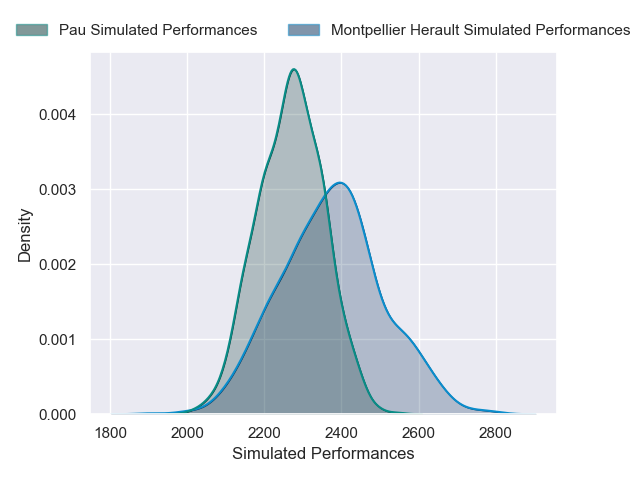 Pau Simulated Performances
Montpellier Herault Simulated Performances
Density
0.004
0.003
0.002
0.001
0.000
1800 2000 2200 2400 2600 2800
Simulated Performances